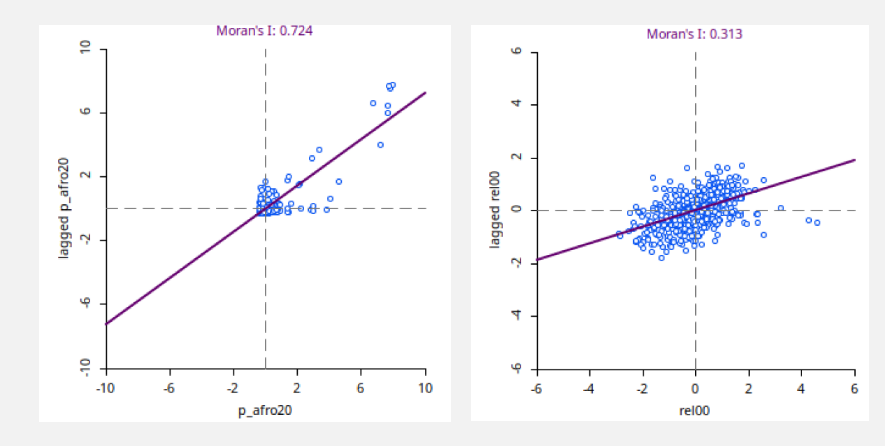 Moran's I: 0.724
10
6
2
-2
-6
-10
lagged p_afro20
-10 -6 -2 2 6 10
p_afro20
Moran's I: 0.313
6
4
2
0
-2
-4
-6
lagged rel00
-6 -4 -2 0 2 4 6
rel00